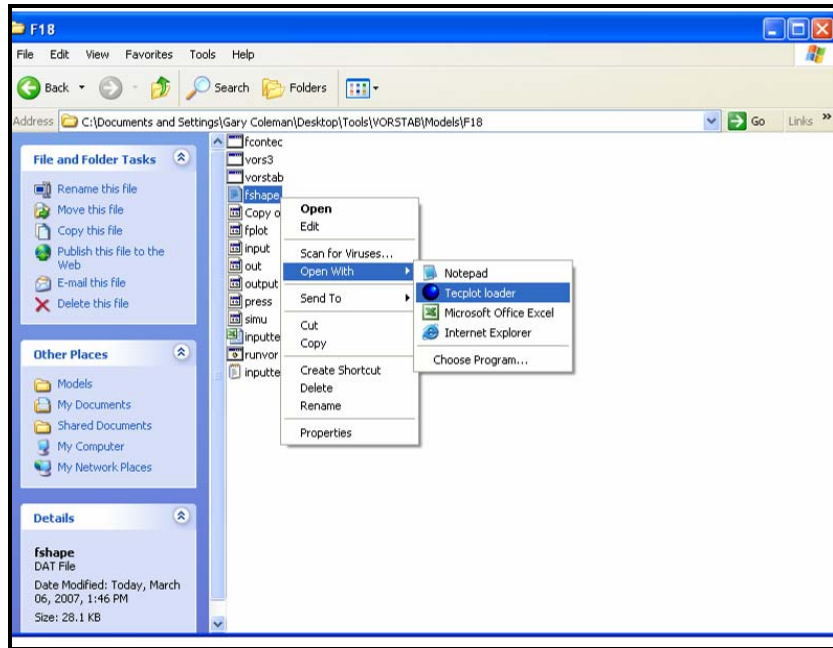 F18
File Edit View Favorites Tools Help
Back Search Folders
Address C:\Documents and Settings\Gary Coleman\Desktop\Tools\VORSTAB\Models\F18 Go Links »
File and Folder Tasks
Rename this file
Move this file
Copy this file
Publish this file to the
Web
E-mail this file
Delete this file
Other Places
Models
My Documents
Shared Documents
My Computer
My Network Places
Details
fshape
DAT File
Date Modified: Today, March
06, 2007, 1:46 PM
Size: 28.1 KB
fcontec
vors3
vorstab
fshape
Copy o
fplot
input
out
output
press
simu
inputte
runvor
inputte
Open
Edit
Scan for Viruses...
Open With
Send To
Cut
Copy
Create Shortcut
Delete
Rename
Properties
Notepad
Tecplot loader
Microsoft Office Excel
Internet Explorer
Choose Program...